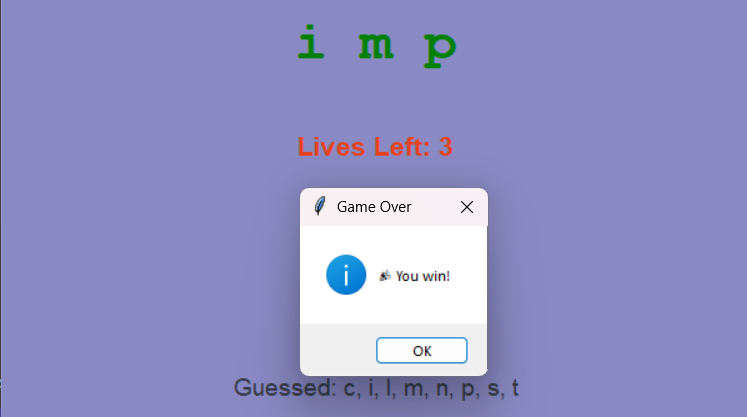 i m p
Lives Left: 3
Game Over
🎉 You win!
OK
Guessed: c, i, l, m, n, p, s, t